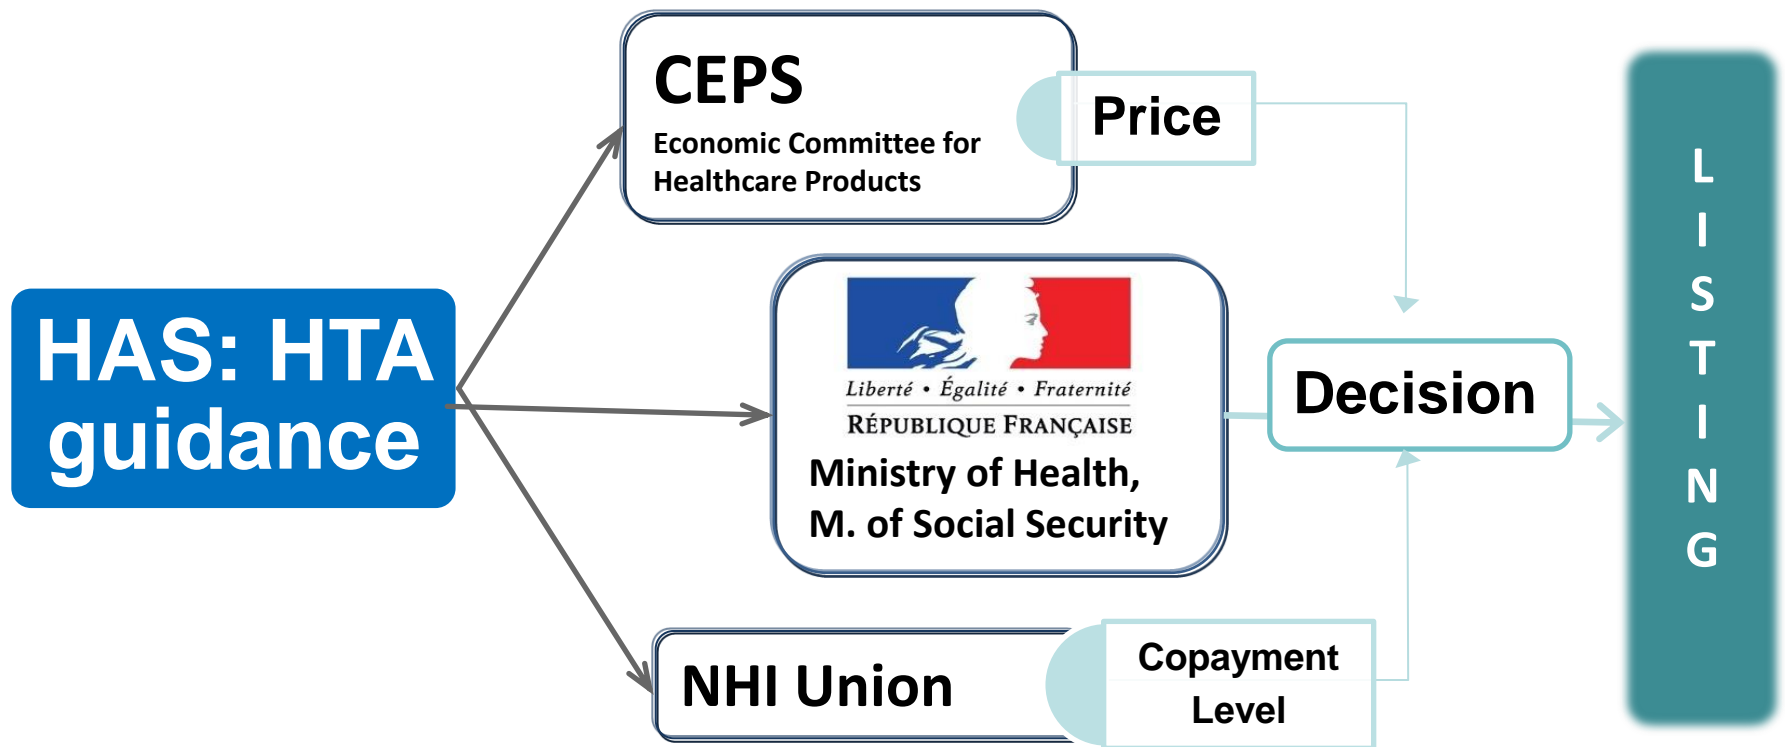 HAS: HTA
guidance
CEPS
Economic Committee for
Healthcare Products
Price
Liberté • Égalité • Fraternité
RÉPUBLIQUE FRANÇAISE
Ministry of Health,
M. of Social Security
NHI Union
Copayment
Level
Decision
LISTING